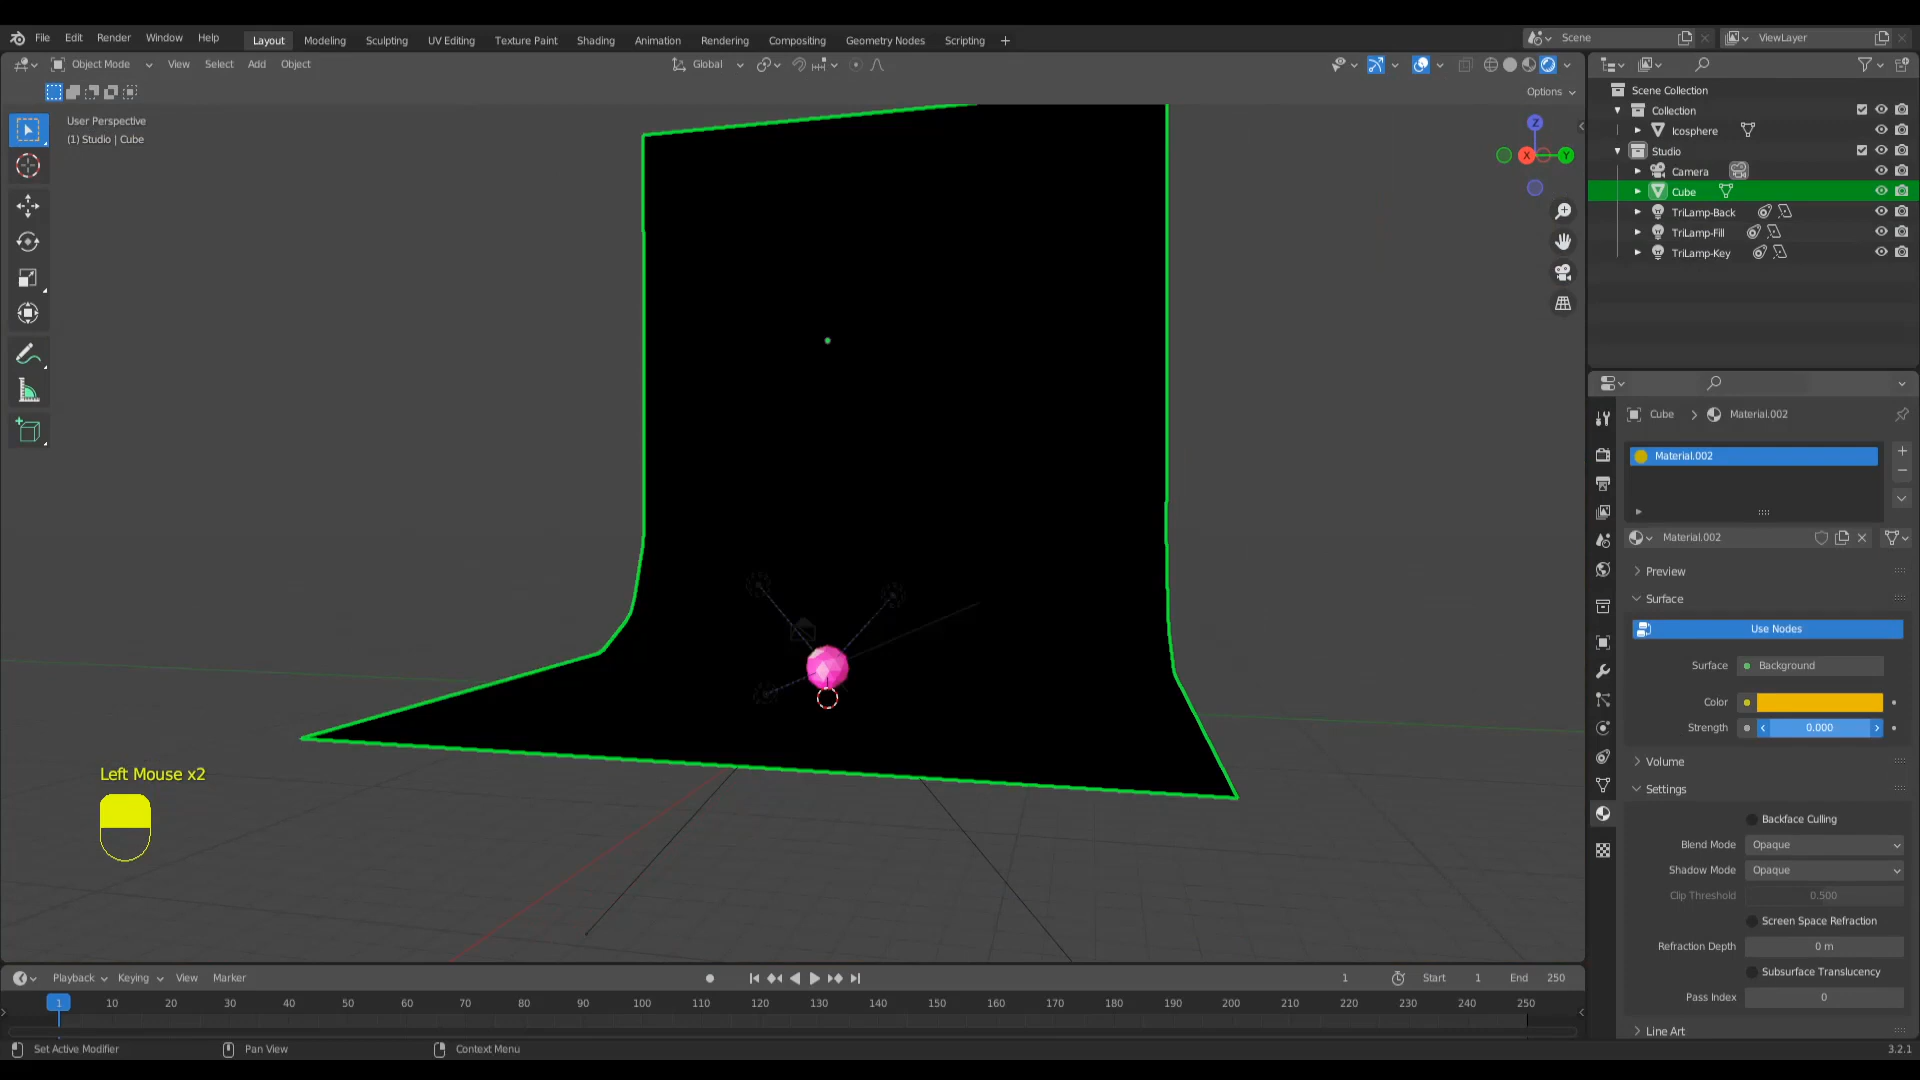 File Edit Render Window Help Layout Modeling Sculpting UV Editing Texture Paint Shading Animation Rendering Compositing Geometry Nodes Scripting + Scene ViewLayer
Object Mode View Select Add Object Global
Options
User Perspective
(1) Studio | Cube
Z
X
Y
Scene Collection
Collection
Icosphere
Studio
Camera
Cube
TriLamp-Back
TriLamp-Fill
TriLamp-Key
Cube > Material.002
Material.002
Material.002
Preview
Surface
Use Nodes
Surface Background
Color
Strength 0.000
Volume
Settings
Backface Culling
Blend Mode Opaque
Shadow Mode Opaque
Clip Threshold 0.500
Screen Space Refraction
Refraction Depth 0 m
Subsurface Translucency
Pass Index 0
Line Art
Left Mouse x2
Playback Keying View Marker 1 Start 1 End 250
1 10 20 30 40 50 60 70 80 90 100 110 120 130 140 150 160 170 180 190 200 210 220 230 240 250
Set Active Modifier Pan View Context Menu 3.2.1